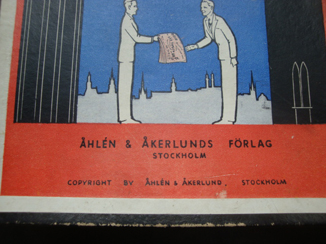 ÅHLÉN & ÅKERLUNDS FÖRLAG
STOCKHOLM
COPYRIGHT BY ÅHLÉN & ÅKERLUND, STOCKHOLM